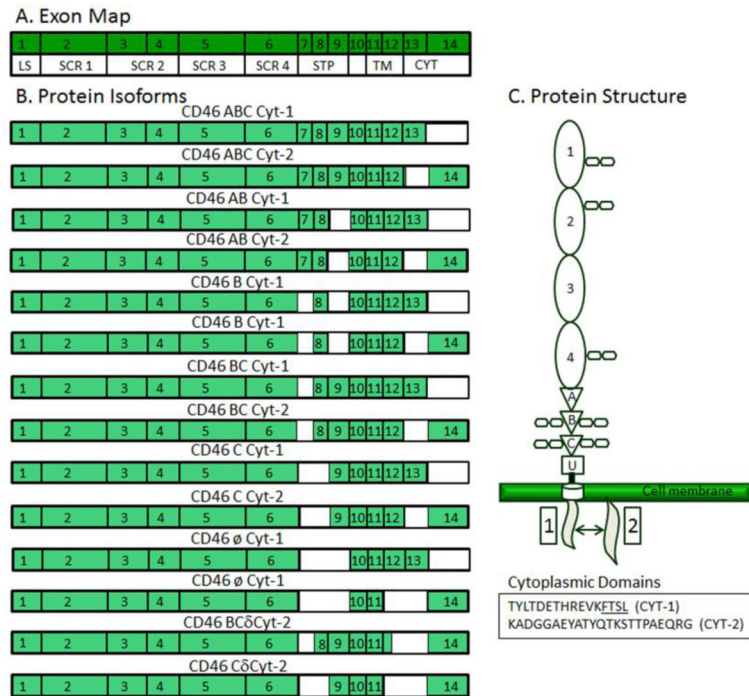 A. Exon Map
1 2 3 4 5 6 7 8 9 10 11 12 13 14
LS SCR 1 SCR 2 SCR 3 SCR 4 STP TM CYT
B. Protein Isoforms
CD46 ABC Cyt-1
1 2 3 4 5 6 7 8 9 10 11 12 13
CD46 ABC Cyt-2
1 2 3 4 5 6 7 8 9 10 11 12 14
CD46 AB Cyt-1
1 2 3 4 5 6 7 8 10 11 12 13
CD46 AB Cyt-2
1 2 3 4 5 6 7 8 10 11 12 14
CD46 B Cyt-1
1 2 3 4 5 6 8 10 11 12 13
CD46 B Cyt-1
1 2 3 4 5 6 8 10 11 12 14
CD46 BC Cyt-1
1 2 3 4 5 6 8 9 10 11 12 13
CD46 BC Cyt-2
1 2 3 4 5 6 8 9 10 11 12 14
CD46 C Cyt-1
1 2 3 4 5 6 9 10 11 12 13
CD46 C Cyt-2
1 2 3 4 5 6 9 10 11 12 14
CD46 ø Cyt-1
1 2 3 4 5 6 10 11 12 13
CD46 ø Cyt-1
1 2 3 4 5 6 10 11 14
CD46 BCδCyt-2
1 2 3 4 5 6 8 9 10 11 14
CD46 CδCyt-2
1 2 3 4 5 6 9 10 11 14
C. Protein Structure
1
2
3
4
A
B
C
U
Cell membrane
1 2
Cytoplasmic Domains
TYLTDETHREVKFTSL (CYT-1)
KADGGAEYATYQTKSTTPAEQRG (CYT-2)